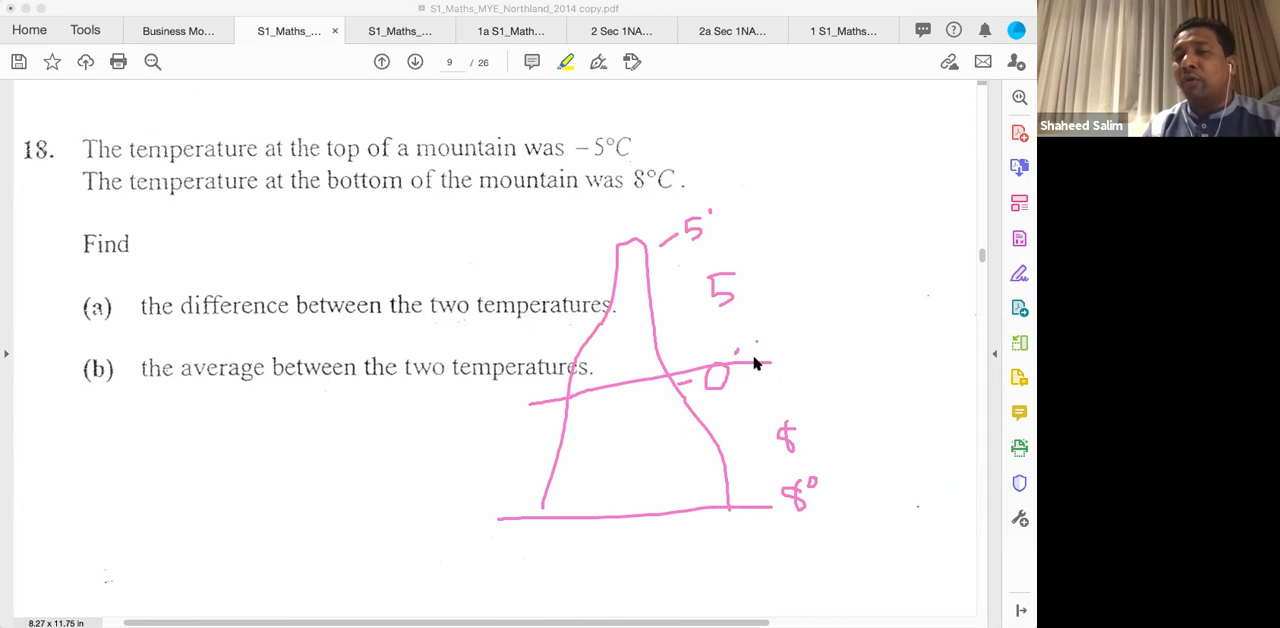 S1_Maths_MYE_Northland_2014 copy.pdf
Home Tools Business Mo... S1_Maths_... × S1_Maths_... 1a S1_Math... 2 Sec 1NA... 2a Sec 1NA... 1 S1_Maths...
9 / 26
Shaheed Salim
18. The temperature at the top of a mountain was −5°C
The temperature at the bottom of the mountain was 8°C.
-5°
Find
5
(a) the difference between the two temperatures.
(b) the average between the two temperatures.
-0°
8
8°
8.27 x 11.75 in